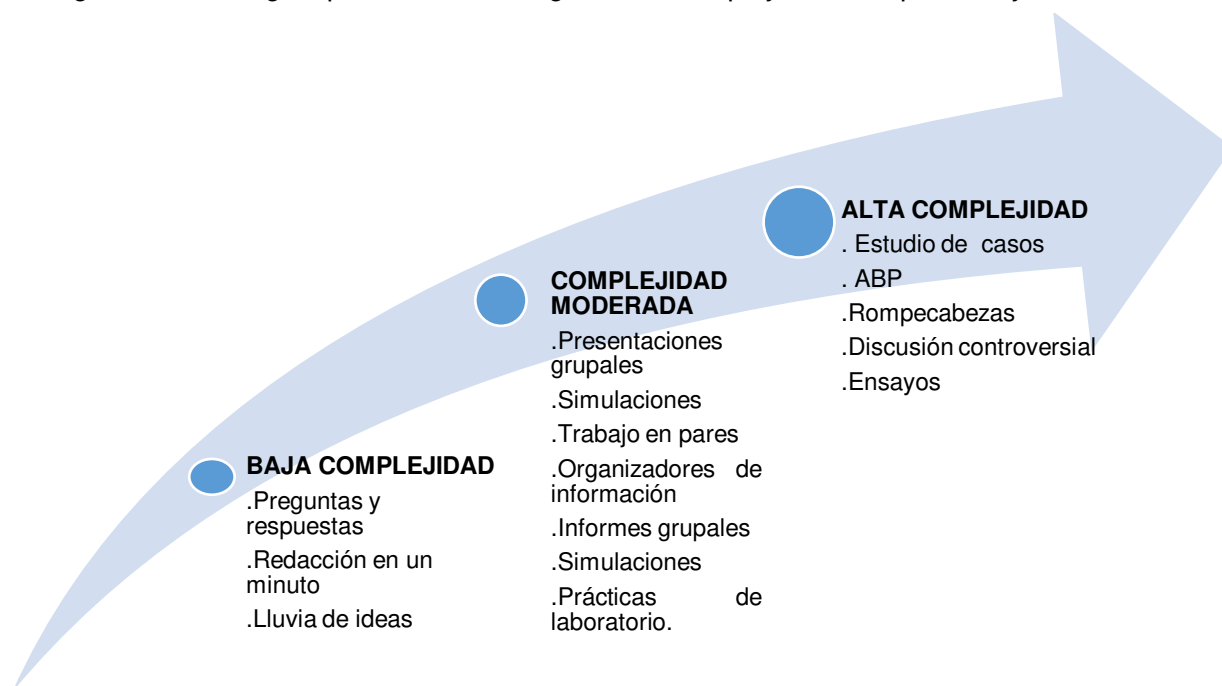 BAJA COMPLEJIDAD
.Preguntas y
respuestas
.Redacción en un
minuto
.Lluvia de ideas
COMPLEJIDAD
MODERADA
.Presentaciones
grupales
.Simulaciones
.Trabajo en pares
.Organizadores de
información
.Informes grupales
.Simulaciones
.Prácticas de
laboratorio.
ALTA COMPLEJIDAD
. Estudio de casos
. ABP
.Rompecabezas
.Discusión controversial
.Ensayos